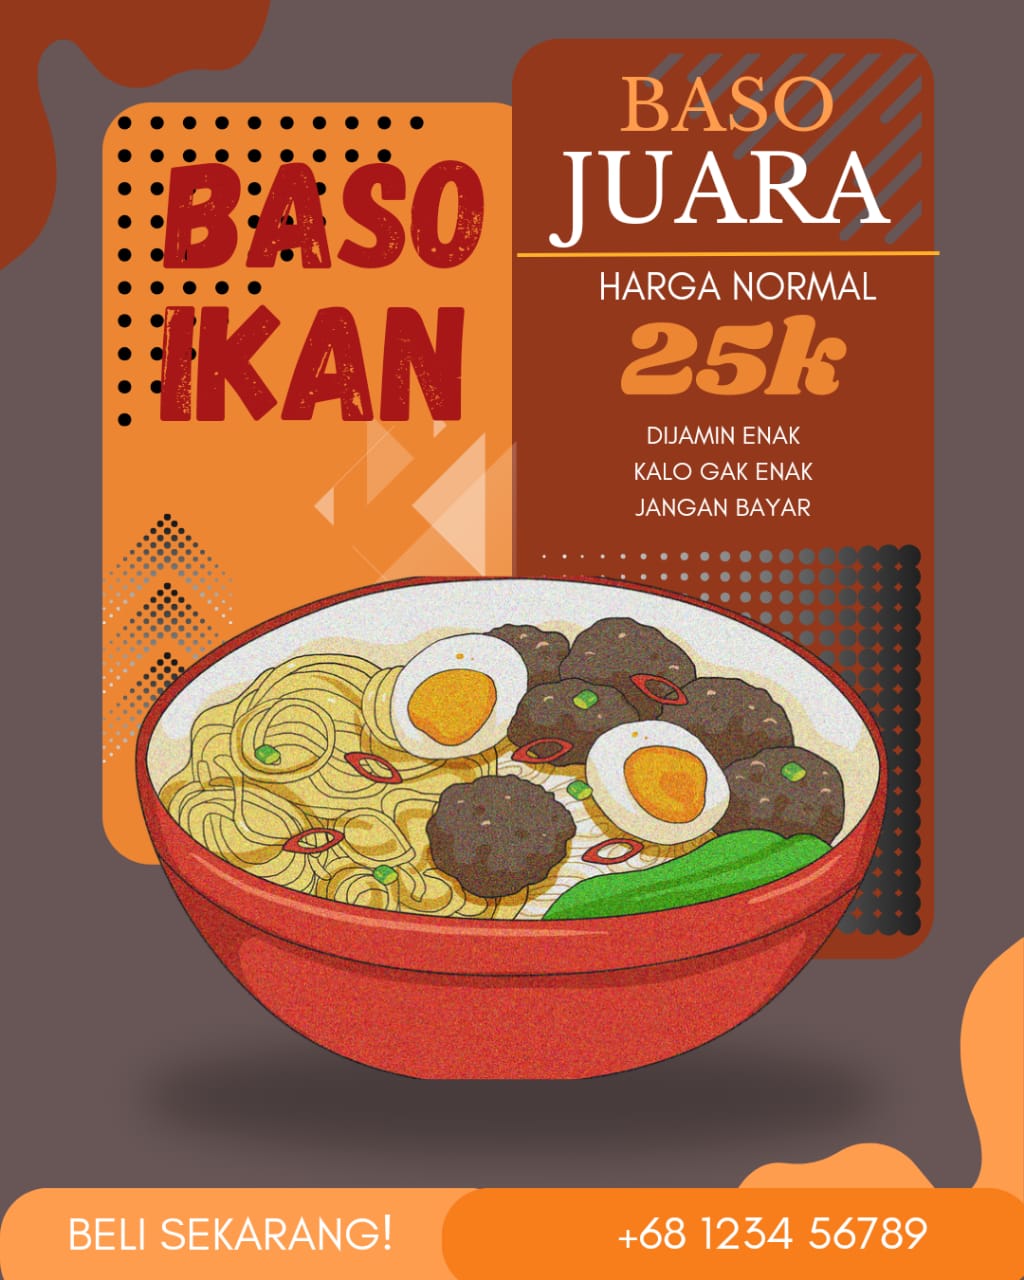 BASO
IKAN
BASO
JUARA
HARGA NORMAL
25k
DIJAMIN ENAK
KALO GAK ENAK
JANGAN BAYAR
BELI SEKARANG!
+68 1234 56789